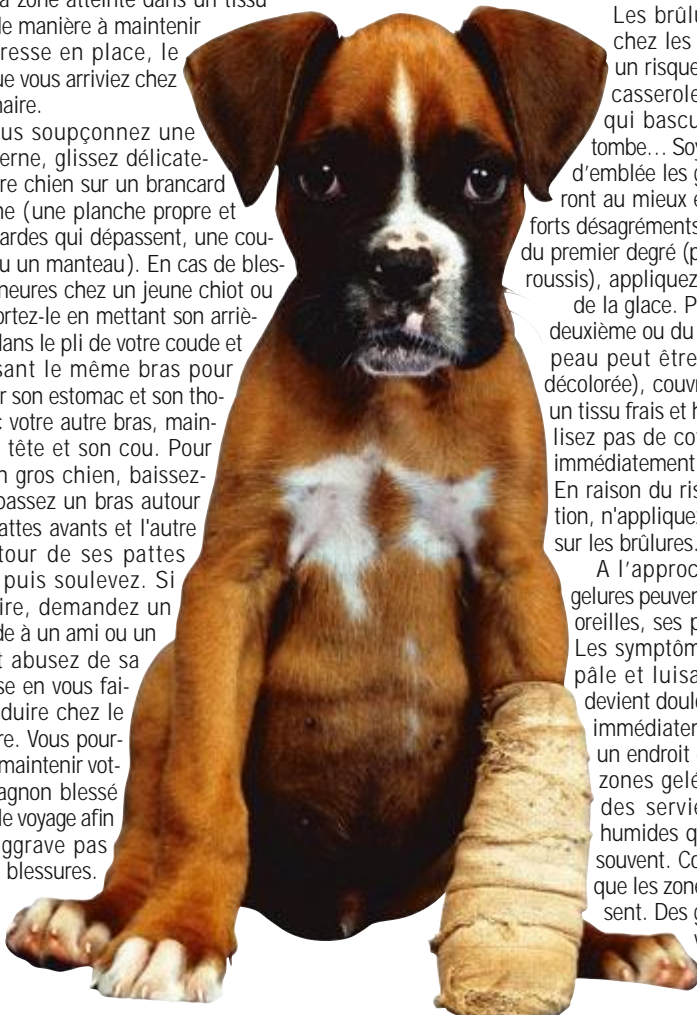 a zone atteinte dans un tissu
de manière à maintenir
resse en place, le
ue vous arriviez chez
naire.
us soupçonnez une
erne, glissez délicate-
re chien sur un brancard
ne (une planche propre et
ardes qui dépassent, une cou-
u un manteau). En cas de bles-
neures chez un jeune chiot ou
ortez-le en mettant son arriè-
dans le pli de votre coude et
sant le même bras pour
r son estomac et son tho-
c votre autre bras, main-
tête et son cou. Pour
n gros chien, baissez-
passez un bras autour
attes avants et l'autre
tour de ses pattes
puis soulevez. Si
ire, demandez un
de à un ami ou un
t abusez de sa
se en vous fai-
duire chez le
re. Vous pour-
maintenir vot-
agnon blessé
le voyage afin
ggrave pas
blessures.
Les brûlu
chez les
un risque
casserole
qui bascu
tombe… Soy
d'emblée les g
ront au mieux e
forts désagréments
du premier degré (p
roussis), appliquez
de la glace. P
deuxième ou du
peau peut être
décolorée), couvr
un tissu frais et h
lisez pas de co
immédiatement
En raison du ris
tion, n'appliquez
sur les brûlures.
A l'approc
gelures peuver
oreilles, ses p
Les symptôm
pâle et luisa
devient doulo
immédiatem
un endroit
zones gelé
des servie
humides q
souvent. Co
que les zone
sent. Des g
v